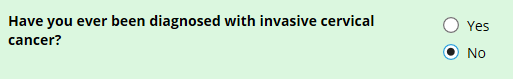 Have you ever been diagnosed with invasive cervical
cancer?
Yes
No